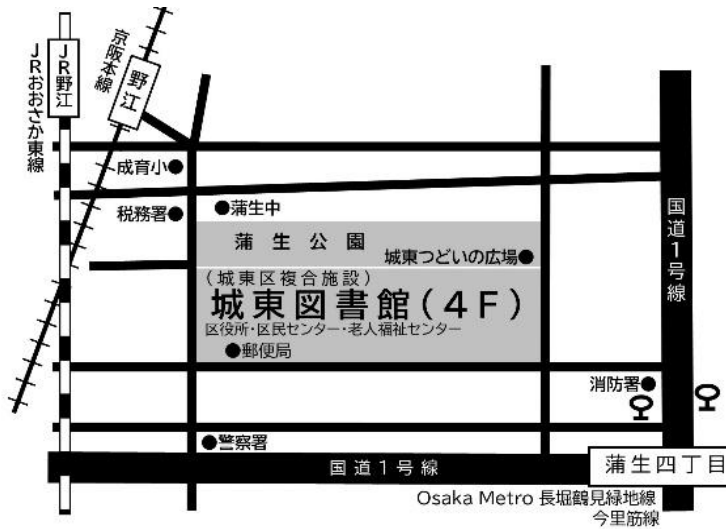 JRおおさか東線
JR野江
京阪本線
野江
成育小
税務署
蒲生中
蒲生公園
城東つどいの広場
(城東区複合施設)
城東図書館(4F)
区役所・区民センター・老人福祉センター
郵便局
国道1号線
消防署
警察署
国道1号線
蒲生四丁目
Osaka Metro 長堀鶴見緑地線
今里筋線